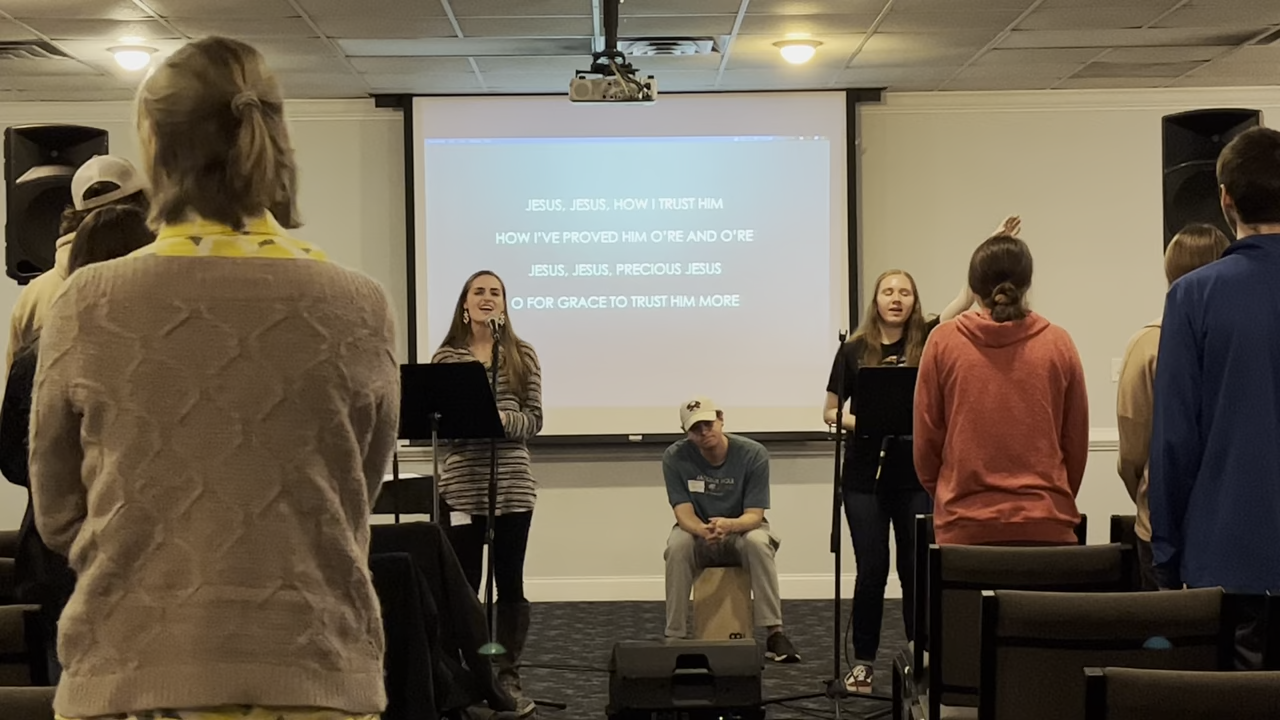 JESUS, JESUS, HOW I TRUST HIM
HOW I'VE PROVED HIM O'RE AND O'RE
JESUS, JESUS, PRECIOUS JESUS
O FOR GRACE TO TRUST HIM MORE